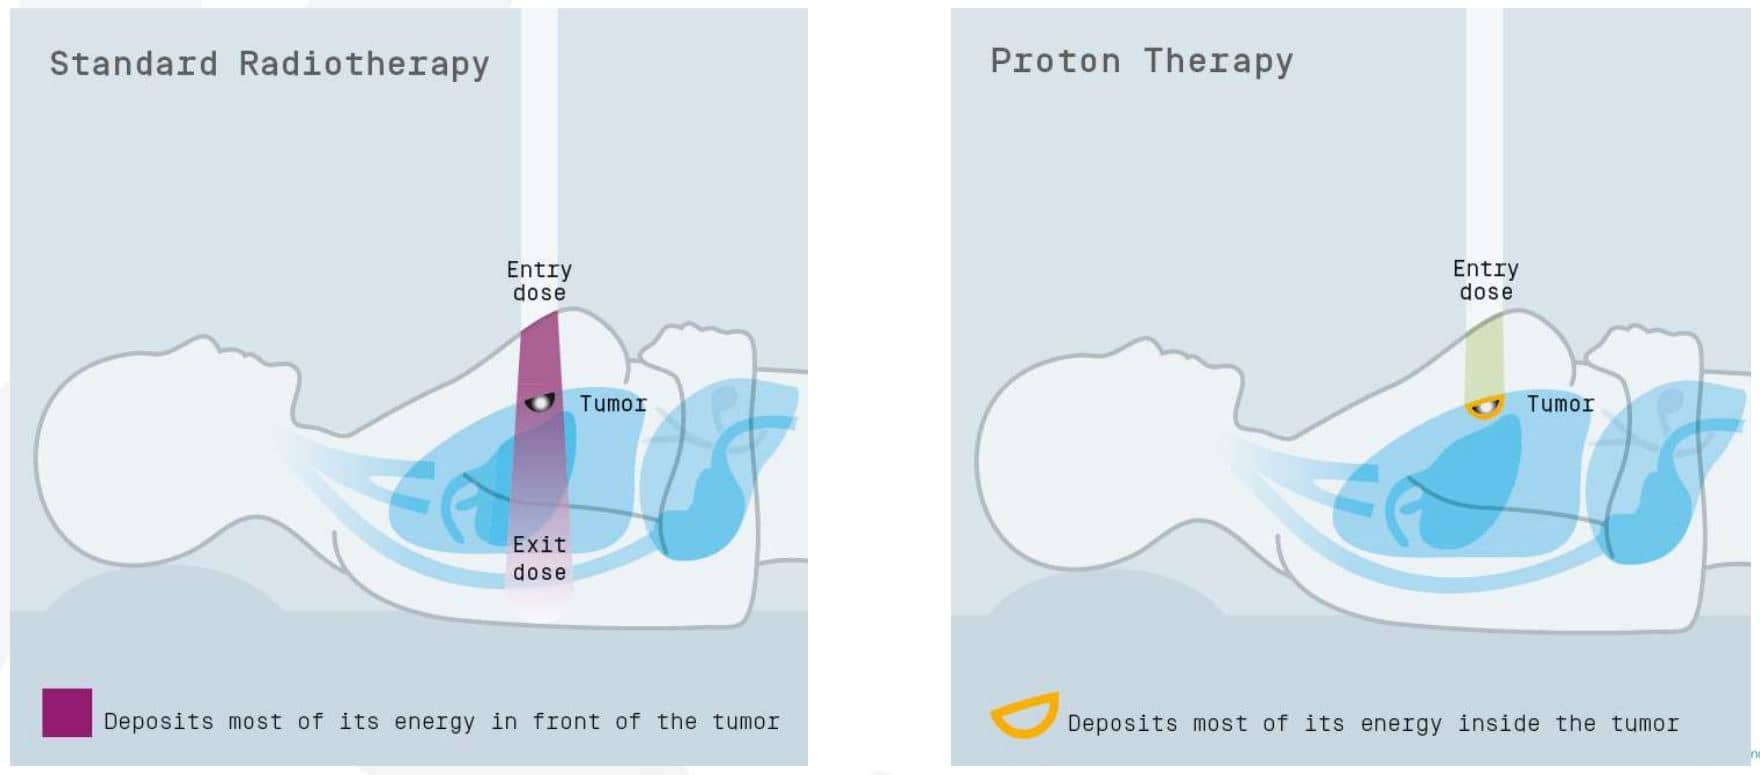 Standard Radiotherapy
Entry
dose
Tumor
Exit
dose
Deposits most of its energy in front of the tumor
Proton Therapy
Entry
dose
Tumor
Deposits most of its energy inside the tumor